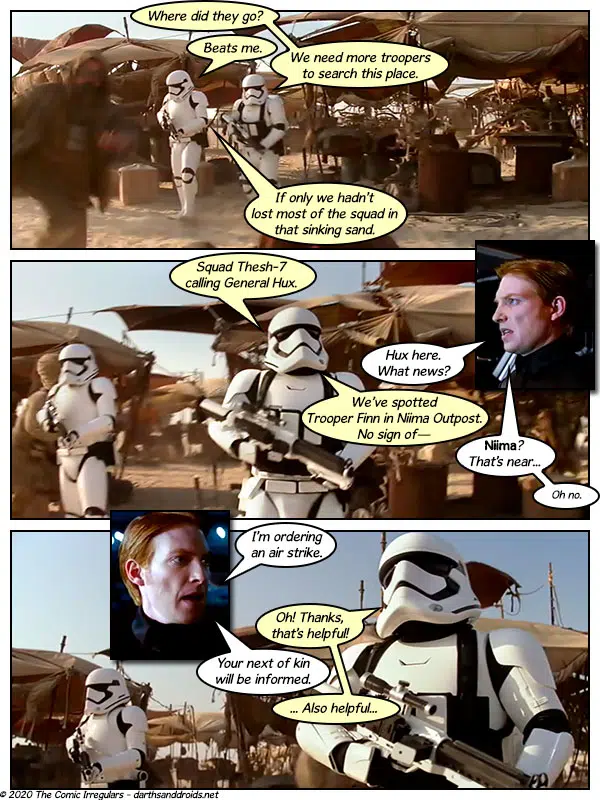 Where did they go?
Beats me.
We need more troopers
to search this place.
If only we hadn't
lost most of the squad in
that sinking sand.
Squad Thesh-7
calling General Hux.
Hux here.
What news?
We've spotted
Trooper Finn in Niima Outpost.
No sign of—
Niima?
That's near...
Oh no.
I'm ordering
an air strike.
Oh! Thanks,
that's helpful!
Your next of kin
will be informed.
... Also helpful...
© 2020 The Comic Irregulars – darthsanddroids.net